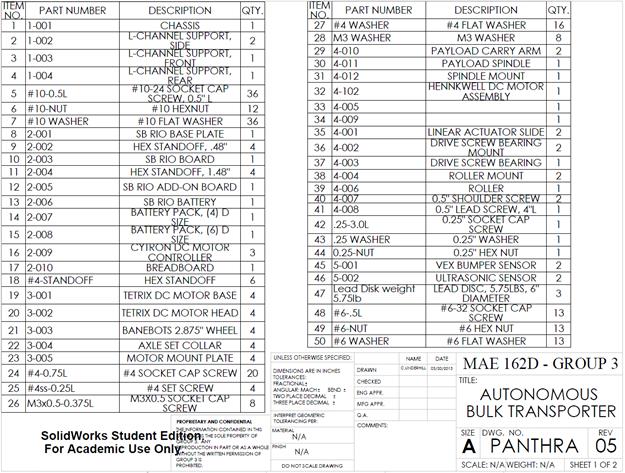 ITEM NO. PART NUMBER DESCRIPTION QTY.
1 1-001 CHASSIS 1
2 1-002 L-CHANNEL SUPPORT, SIDE 2
3 1-003 L-CHANNEL SUPPORT, FRONT 1
4 1-004 L-CHANNEL SUPPORT, REAR 1
5 #10-0.5L #10-24 SOCKET CAP SCREW, 0.5" L 36
6 #10-NUT #10 HEXNUT 12
7 #10 WASHER #10 FLAT WASHER 36
8 2-001 SB RIO BASE PLATE 1
9 2-002 HEX STANDOFF, .48" 4
10 2-003 SB RIO BOARD 1
11 2-004 HEX STANDOFF, 1.48" 4
12 2-005 SB RIO ADD-ON BOARD 1
13 2-006 SB RIO BATTERY 1
14 2-007 BATTERY PACK, (4) D SIZE 1
15 2-008 BATTERY PACK, (6) D SIZE 1
16 2-009 CYTRON DC MOTOR CONTROLLER 3
17 2-010 BREADBOARD 1
18 #4-STANDOFF HEX STANDOFF 6
19 3-001 TETRIX DC MOTOR BASE 4
20 3-002 TETRIX DC MOTOR HEAD 4
21 3-003 BANEBOTS 2.875" WHEEL 4
22 3-004 AXLE SET COLLAR 4
23 3-005 MOTOR MOUNT PLATE 4
24 #4-0.75L #4 SOCKET CAP SCREW 20
25 #4ss-0.25L #4 SET SCREW 4
26 M3x0.5-0.375L M3X0.5 SOCKET CAP SCREW 8
27 #4 WASHER #4 FLAT WASHER 16
28 M3 WASHER M3 WASHER 8
29 4-010 PAYLOAD CARRY ARM 2
30 4-011 PAYLOAD SPINDLE 1
31 4-012 SPINDLE MOUNT 1
32 4-102 HENNKWELL DC MOTOR ASSEMBLY 1
33 4-005 1
34 4-009 1
35 4-001 LINEAR ACTUATOR SLIDE 2
36 4-002 DRIVE SCREW BEARING MOUNT 2
37 4-003 DRIVE SCREW BEARING 1
38 4-004 ROLLER MOUNT 2
39 4-006 ROLLER 1
40 4-007 0.5" SHOULDER SCREW 2
41 4-008 0.5" LEAD SCREW, 4"L 1
42 .25-3.0L 0.25" SOCKET CAP SCREW 1
43 .25 WASHER 0.25" WASHER 1
44 0.25-NUT 0.25" HEX NUT 1
45 5-001 VEX BUMPER SENSOR 2
46 5-002 ULTRASONIC SENSOR 2
47 Lead Disk weight 5.75lb LEAD DISC, 5.75LBS, 6" DIAMETER 3
48 #6-.5L #6-32 SOCKET CAP SCREW 13
49 #6-NUT #6 HEX NUT 13
50 #6 WASHER #6 FLAT WASHER 13
UNLESS OTHERWISE SPECIFIED:
DIMENSIONS ARE IN INCHES
TOLERANCES:
FRACTIONAL±
ANGULAR: MACH± BEND ±
TWO PLACE DECIMAL ±
THREE PLACE DECIMAL ±
INTERPRET GEOMETRIC
TOLERANCING PER:
MATERIAL
N/A
FINISH
N/A
DO NOT SCALE DRAWING
NAME DATE
DRAWN C.UNDERHILL 03/20/2013
CHECKED
ENG APPR.
MFG APPR.
Q.A.
COMMENTS:
MAE 162D - GROUP 3
TITLE:
AUTONOMOUS
BULK TRANSPORTER
SIZE DWG. NO. REV
A PANTHRA 05
SCALE: N/A WEIGHT: N/A SHEET 1 OF 2
PROPRIETARY AND CONFIDENTIAL
THE INFORMATION CONTAINED IN THIS
THE SOLE PROPERTY OF
GROUP 3. ANY
REPRODUCTION IN PART OR AS A WHOLE
WITHOUT THE WRITTEN PERMISSION OF
GROUP 3 IS
PROHIBITED.
SolidWorks Student Edition.
For Academic Use Only.